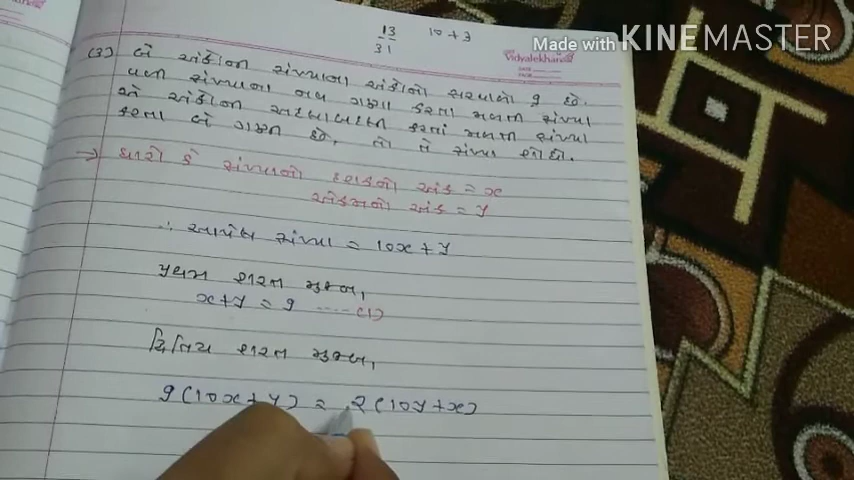 13 10 + 3
31
Made with KINEMASTER
Vidyalekhan
(3) બે અંકોની સંખ્યાના અંકોનો સરવાળો 9 છે.
વળી સંખ્યાના નવ ગણા કરતા મળતી સંખ્યા
એ અંકોની અદલાબદલી કરતાં મળતી સંખ્યા
કરતા બે ગણી છે. તો તે સંખ્યા શોધો.
→ ધારો કે સંખ્યાનો દશકનો અંક = x
એકમનો અંક = y
∴ આપેલ સંખ્યા = 10x + y
પ્રથમ શરત મુજબ,
x + y = 9 ---- (1)
દ્વિતિય શરત મુજબ,
9 (10x + y) = 2 (10y + x)